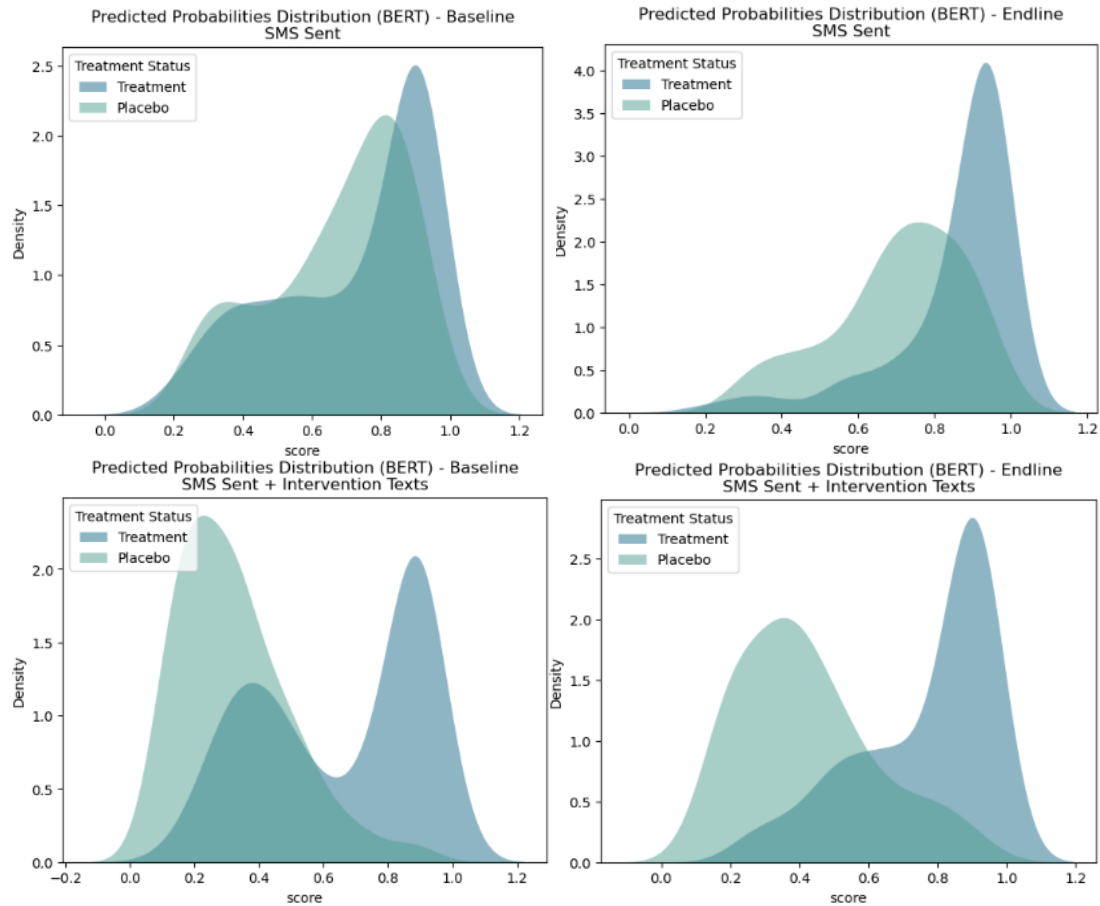 Predicted Probabilities Distribution (BERT) - Baseline
SMS Sent
Treatment Status
Treatment
Placebo
2.5
2.0
1.5
1.0
0.5
0.0
Density
0.0 0.2 0.4 0.6 0.8 1.0 1.2
score
Predicted Probabilities Distribution (BERT) - Endline
SMS Sent
Treatment Status
Treatment
Placebo
4.0
3.5
3.0
2.5
2.0
1.5
1.0
0.5
0.0
Density
0.0 0.2 0.4 0.6 0.8 1.0 1.2
score
Predicted Probabilities Distribution (BERT) - Baseline
SMS Sent + Intervention Texts
Treatment Status
Treatment
Placebo
2.0
1.5
1.0
0.5
0.0
Density
−0.2 0.0 0.2 0.4 0.6 0.8 1.0 1.2
score
Predicted Probabilities Distribution (BERT) - Endline
SMS Sent + Intervention Texts
Treatment Status
Treatment
Placebo
2.5
2.0
1.5
1.0
0.5
0.0
Density
0.0 0.2 0.4 0.6 0.8 1.0 1.2
score